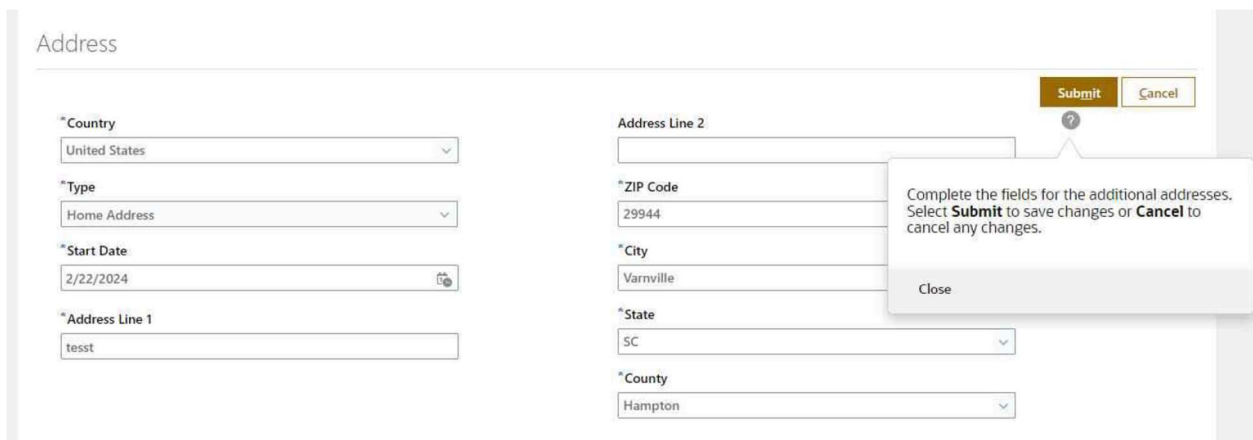 Address
Submit
Cancel
*Country
United States
*Type
Home Address
*Start Date
2/22/2024
*Address Line 1
tesst
Address Line 2
*ZIP Code
29944
*City
Varnville
*State
SC
*County
Hampton
?
Complete the fields for the additional addresses.
Select Submit to save changes or Cancel to
cancel any changes.
Close